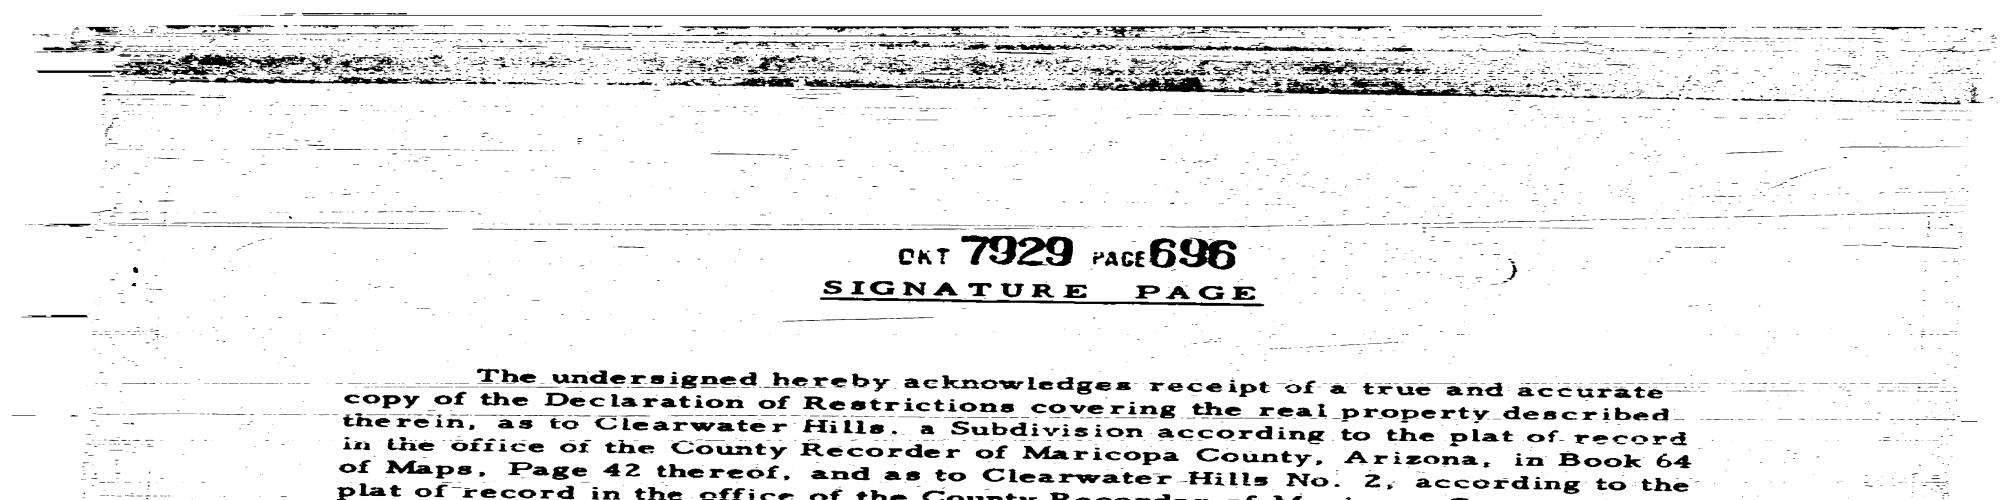 DKT 7929 PAGE 696
SIGNATURE PAGE
The undersigned hereby acknowledges receipt of a true and accurate
copy of the Declaration of Restrictions covering the real property described
therein, as to Clearwater Hills, a Subdivision according to the plat of record
in the office of the County Recorder of Maricopa County, Arizona, in Book 64
of Maps, Page 42 thereof, and as to Clearwater Hills No. 2, according to the
plat of record in the office of the County Recorder of